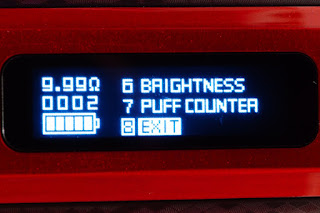 9.99Ω 6 BRIGHTNESS
0002 7 PUFF COUNTER
8 EXIT